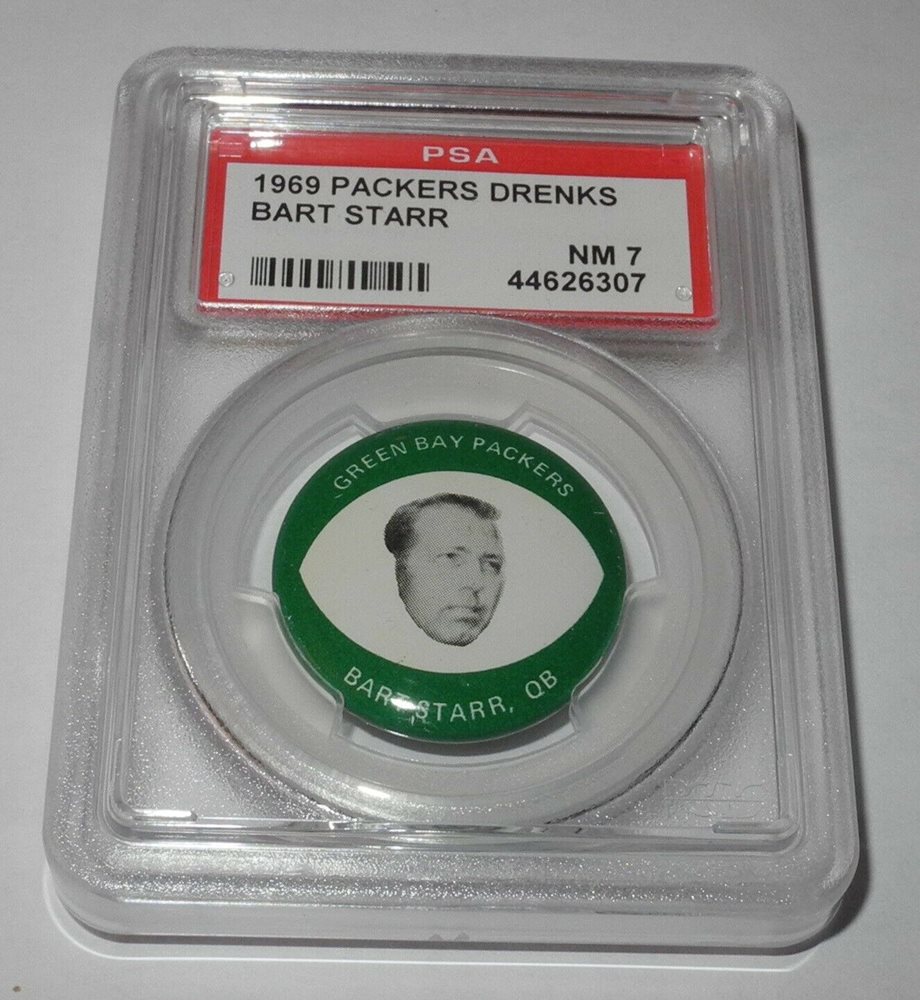 PSA
1969 PACKERS DRENKS
BART STARR
NM 7
44626307
GREEN BAY PACKERS
BART STARR, QB